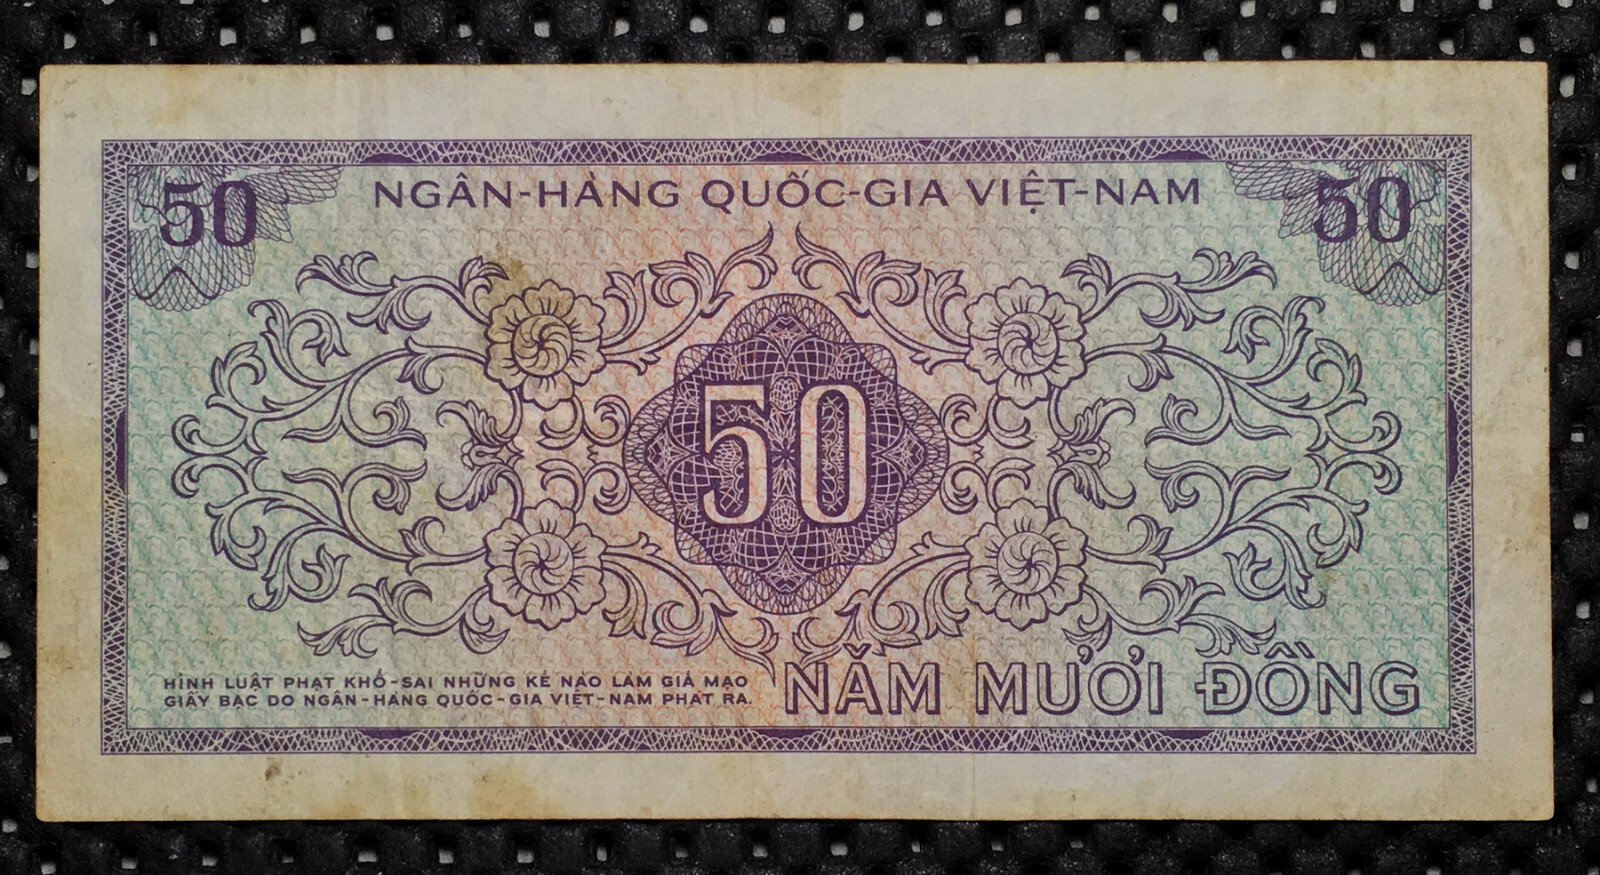 50 NGÂN-HÀNG QUỐC-GIA VIỆT-NAM 50
50
HÌNH LUẬT PHẠT KHỔ-SAI NHỮNG KẺ NÀO LÀM GIẢ MẠO
GIẤY BẠC DO NGÂN-HÀNG QUỐC-GIA VIỆT-NAM PHÁT RA.
NĂM MƯƠI ĐỒNG